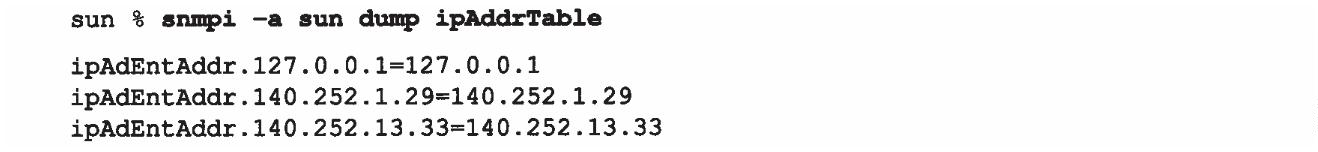 sun % snmpi -a sun dump ipAddrTable
ipAdEntAddr.127.0.0.1=127.0.0.1
ipAdEntAddr.140.252.1.29=140.252.1.29
ipAdEntAddr.140.252.13.33=140.252.13.33